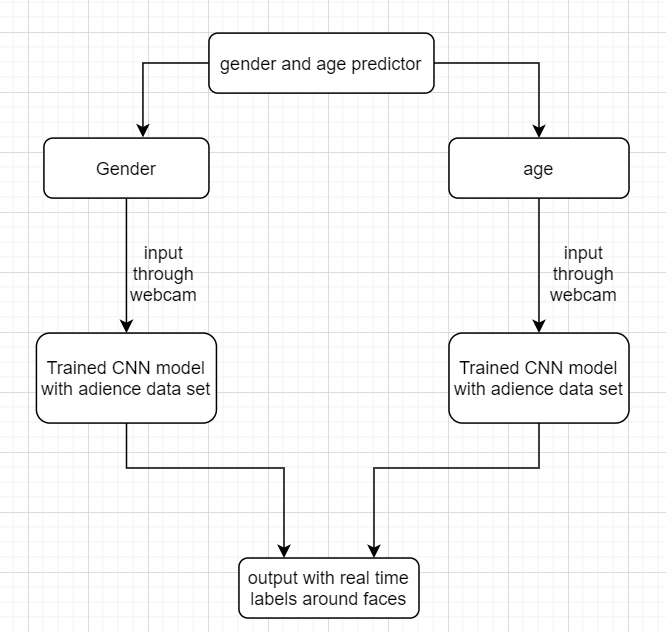 gender and age predictor
Gender
age
input
through
webcam
input
through
webcam
Trained CNN model
with adience data set
Trained CNN model
with adience data set
output with real time
labels around faces